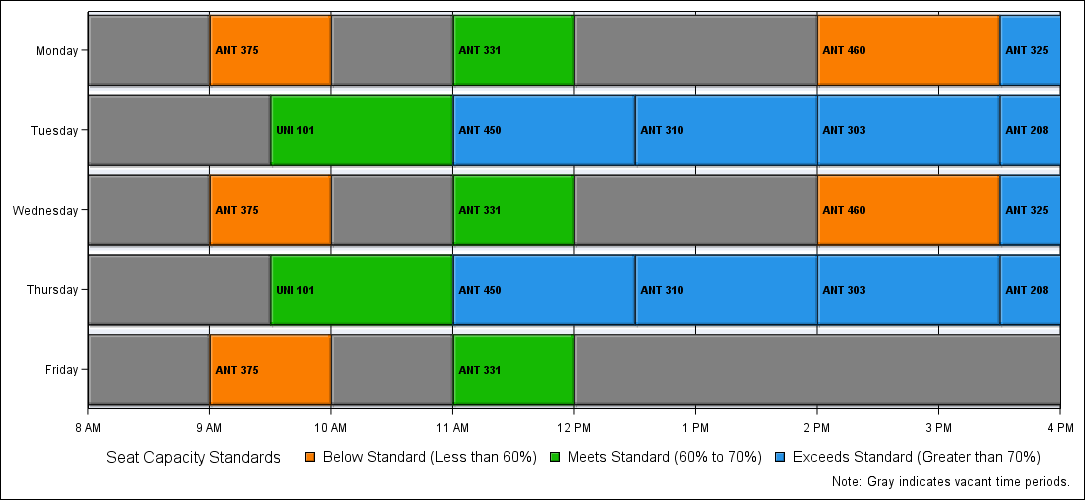 Monday ANT 375 ANT 331 ANT 460 ANT 325
Tuesday UNI 101 ANT 450 ANT 310 ANT 303 ANT 208
Wednesday ANT 375 ANT 331 ANT 460 ANT 325
Thursday UNI 101 ANT 450 ANT 310 ANT 303 ANT 208
Friday ANT 375 ANT 331
8 AM 9 AM 10 AM 11 AM 12 PM 1 PM 2 PM 3 PM 4 PM
Seat Capacity Standards Below Standard (Less than 60%) Meets Standard (60% to 70%) Exceeds Standard (Greater than 70%)
Note: Gray indicates vacant time periods.